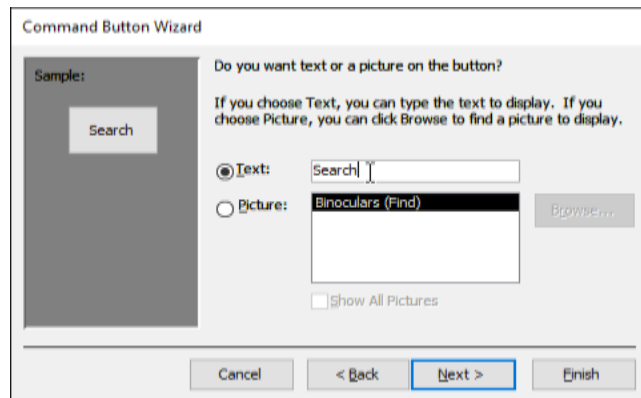 Command Button Wizard
Sample:
Search
Do you want text or a picture on the button?
If you choose Text, you can type the text to display. If you
choose Picture, you can click Browse to find a picture to display.
Text:
Search
Picture:
Binoculars (Find)
Browse...
Show All Pictures
Cancel
< Back
Next >
Finish